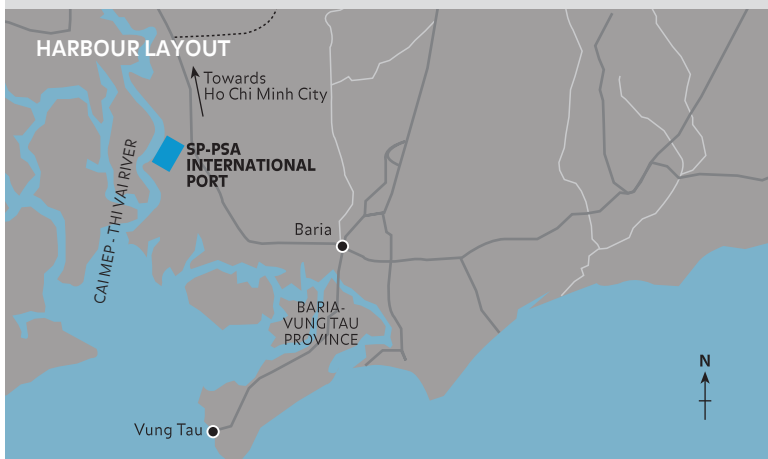 HARBOUR LAYOUT
Towards
Ho Chi Minh City
SP-PSA
INTERNATIONAL
PORT
CAI MEP - THI VAI RIVER
Baria
BARIA-
VUNG TAU
PROVINCE
N
Vung Tau